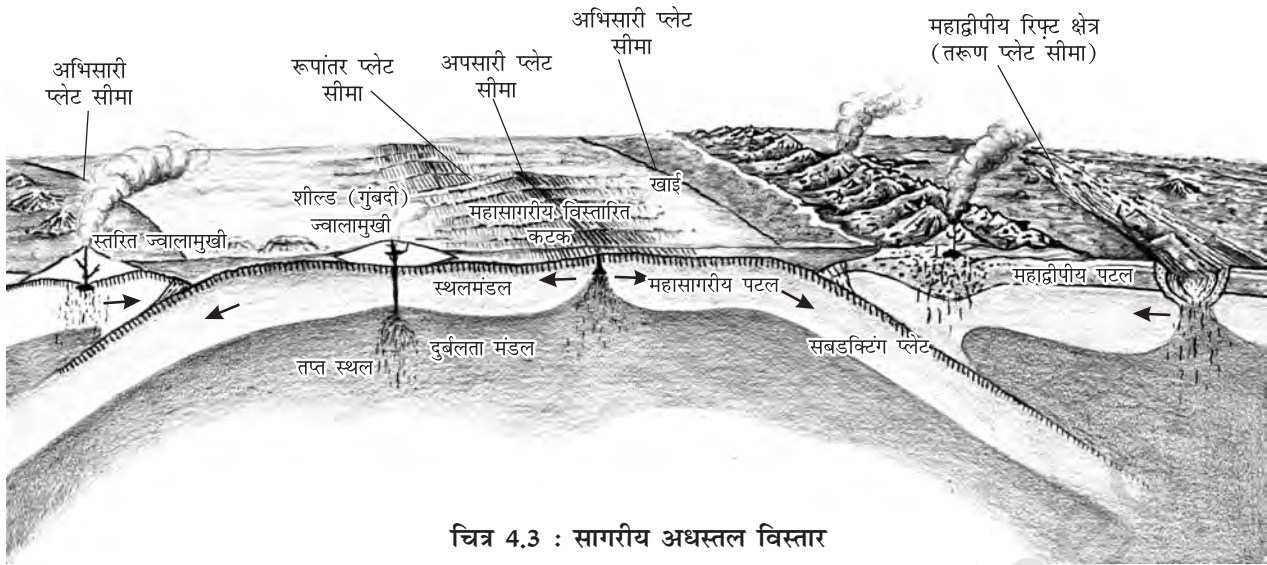 अभिसारी
प्लेट सीमा
रूपांतर प्लेट
सीमा
अपसारी प्लेट
सीमा
अभिसारी प्लेट
सीमा
महाद्वीपीय रिफ़्ट क्षेत्र
(तरूण प्लेट सीमा)
स्तरित ज्वालामुखी
शील्ड (गुंबदी)
ज्वालामुखी
महासागरीय विस्तारित
कटक
खाई
स्थलमंडल
महासागरीय पटल
महाद्वीपीय पटल
तप्त स्थल
दुर्बलता मंडल
सबडक्टिंग प्लेट
चित्र 4.3 : सागरीय अधस्तल विस्तार